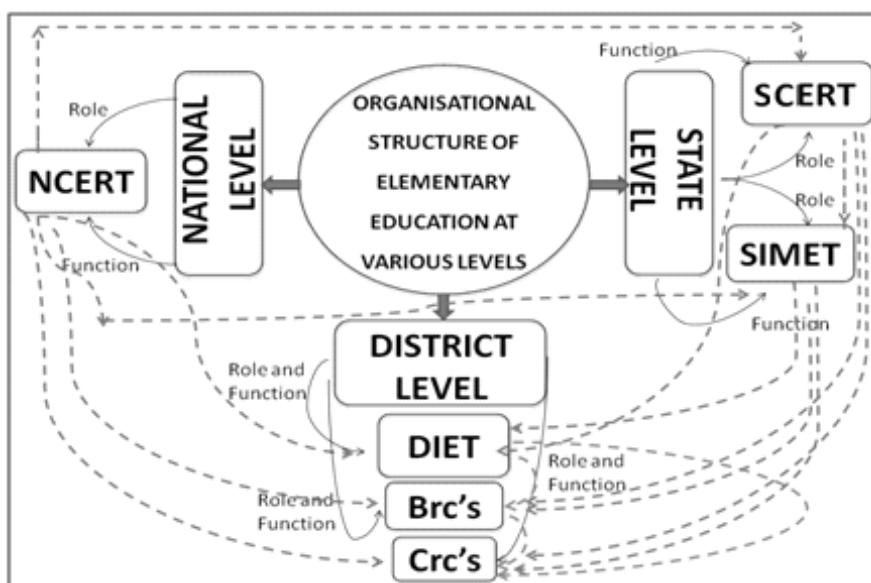 Function
SCERT
Role
NCERT
NATIONAL
LEVEL
Function
ORGANISATIONAL
STRUCTURE OF
ELEMENTARY
EDUCATION AT
VARIOUS LEVELS
STATE
LEVEL
Role
Role
SIMET
Function
DISTRICT
LEVEL
Role and
Function
DIET
Role and
Function
Brc's
Role and
Function
Crc's